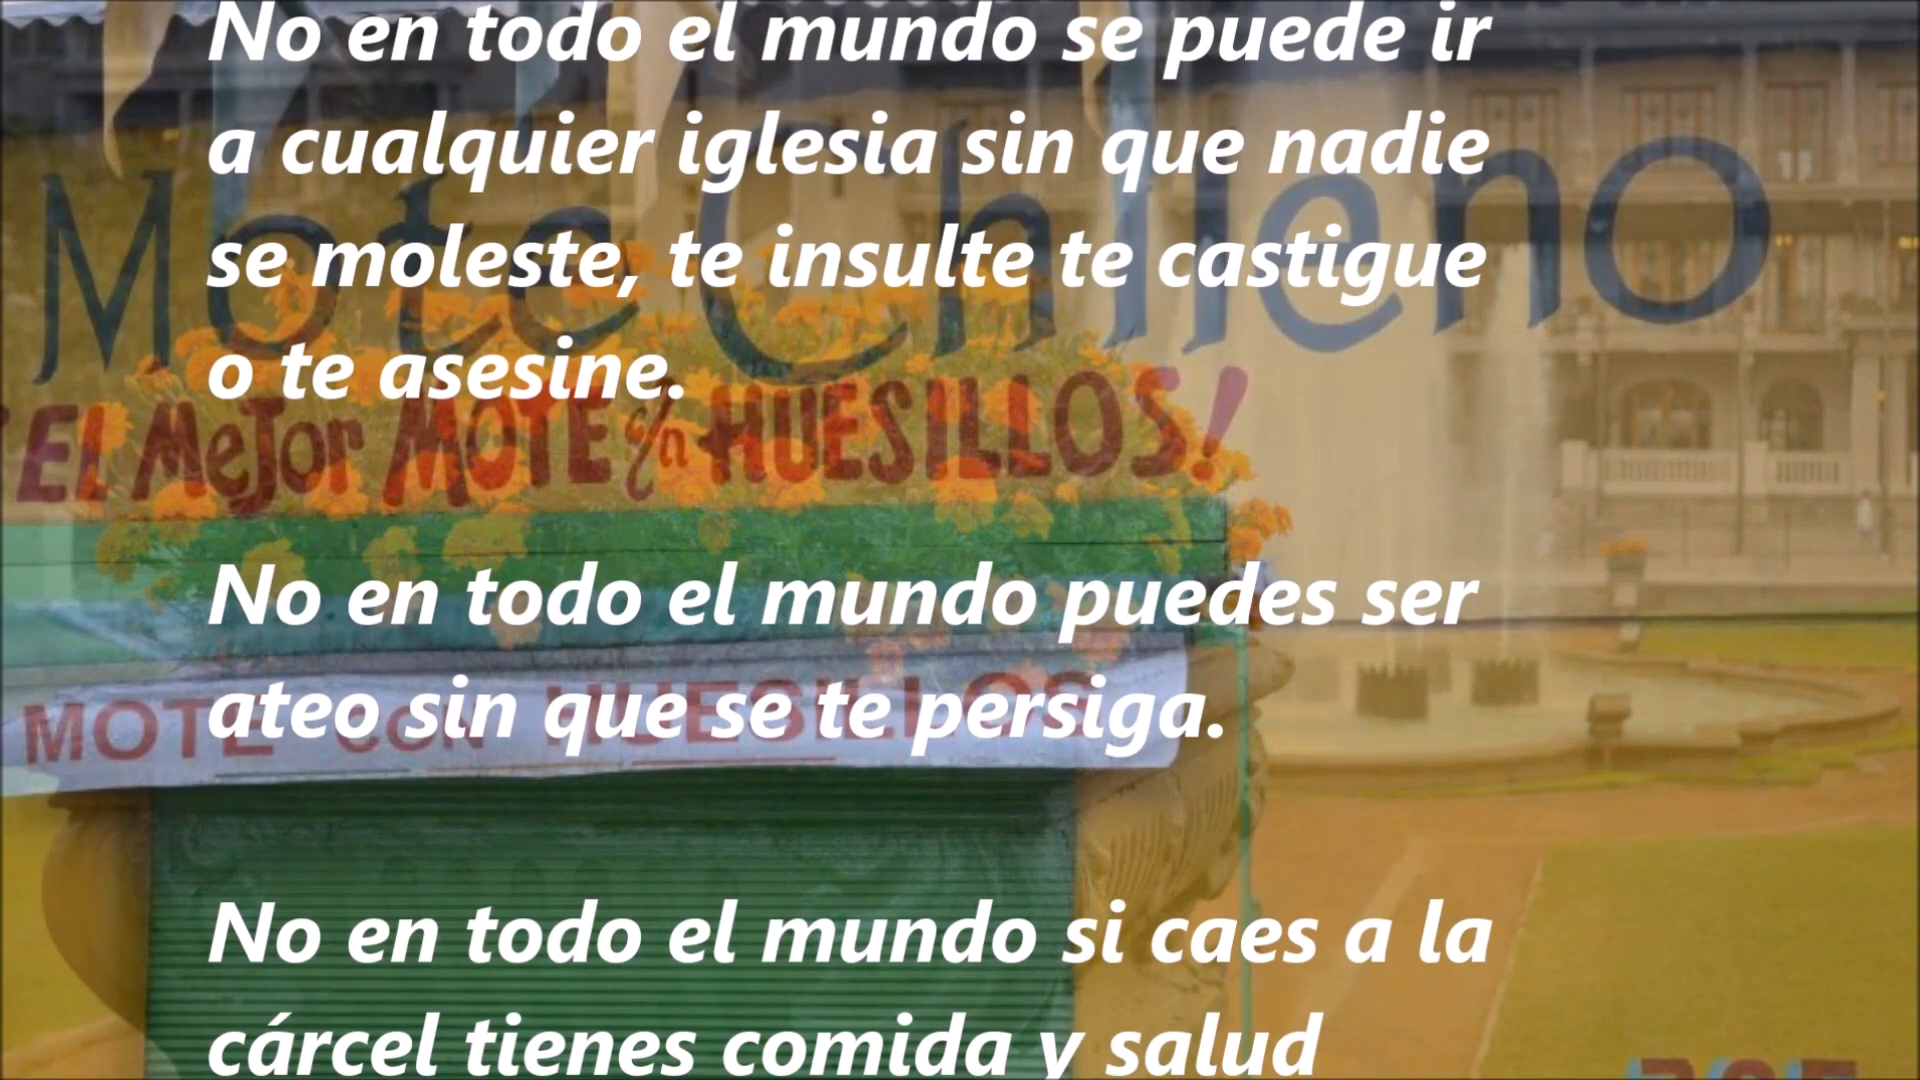 No en todo el mundo se puede ir
a cualquier iglesia sin que nadie
se moleste, te insulte te castigue
o te asesine.
No en todo el mundo puedes ser
ateo sin que se te persiga.
No en todo el mundo si caes a la
cárcel tienes comida y salud
Mote Chileno
EL MeJor MOTE c/n HUESILLOS!
MOTE CON HUESILLOS